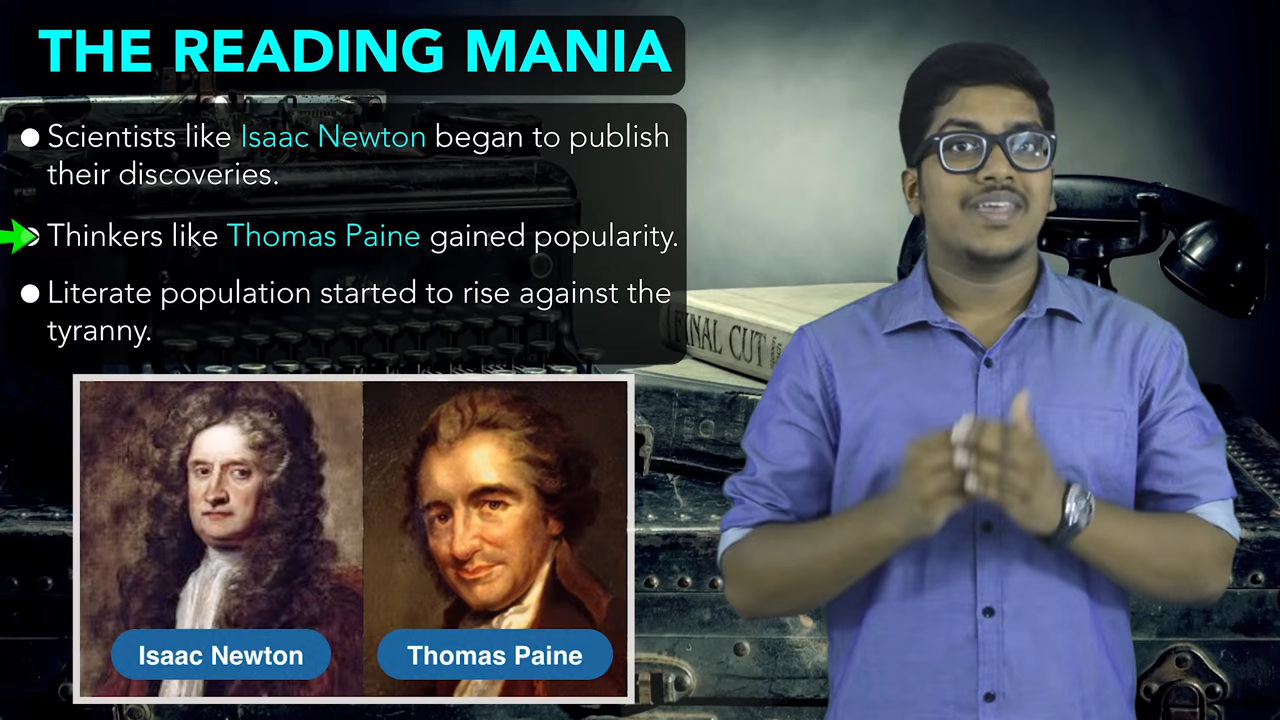 THE READING MANIA
Scientists like Isaac Newton began to publish
their discoveries.
Thinkers like Thomas Paine gained popularity.
Literate population started to rise against the
tyranny.
FINAL CUT
Isaac Newton
Thomas Paine